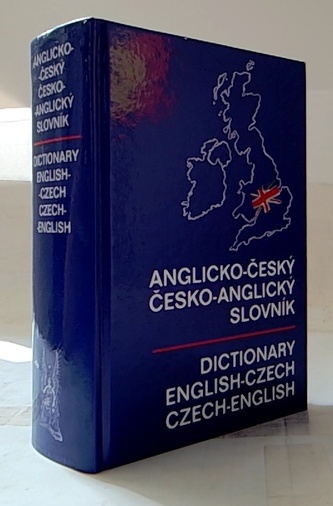 ANGLICKO-
-ČESKÝ
ČESKO-
-ANGLICKÝ
SLOVNÍK
DICTIONARY
ENGLISH-
-CZECH
CZECH-
-ENGLISH
ANGLICKO-ČESKÝ
ČESKO-ANGLICKÝ
SLOVNÍK
DICTIONARY
ENGLISH-CZECH
CZECH-ENGLISH